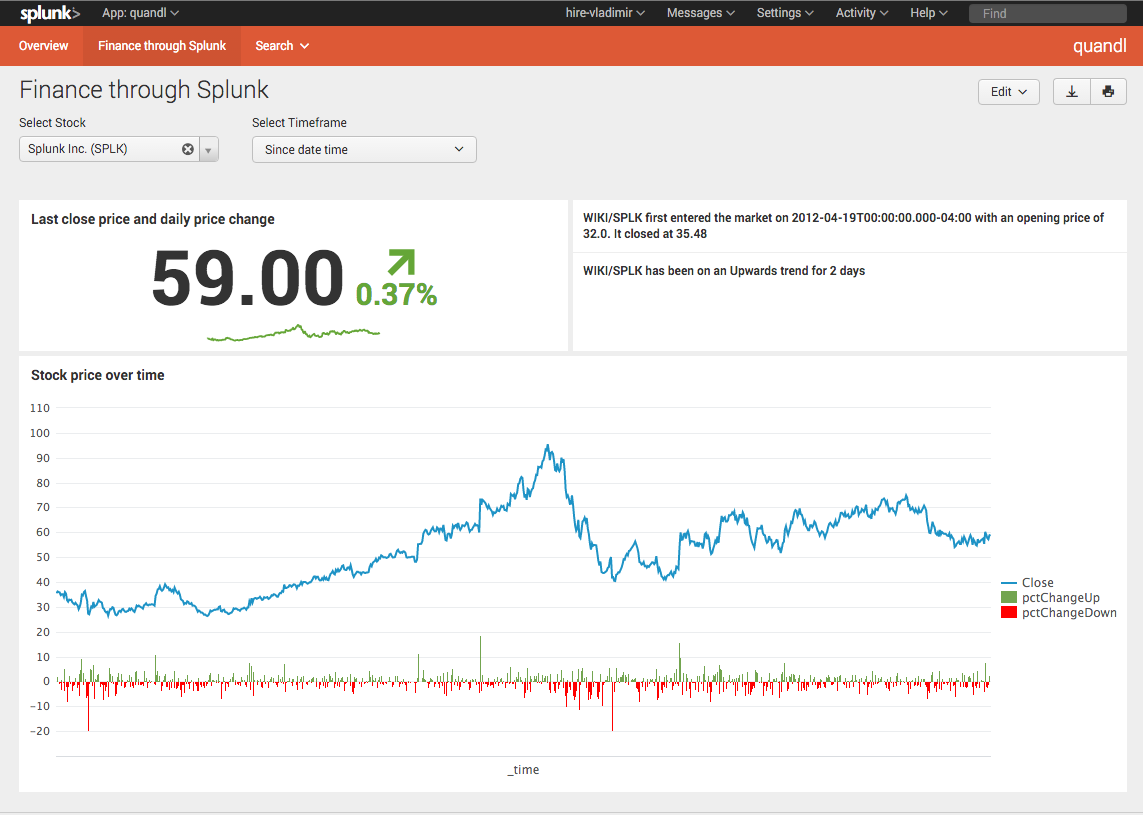 splunk> App: quandl hire-vladimir Messages Settings Activity Help Find
Overview Finance through Splunk Search quandl
Finance through Splunk Edit
Select Stock Select Timeframe
Splunk Inc. (SPLK) Since date time
Last close price and daily price change
59.00 0.37%
WIKI/SPLK first entered the market on 2012-04-19T00:00:00.000-04:00 with an opening price of
32.0. It closed at 35.48
WIKI/SPLK has been on an Upwards trend for 2 days
Stock price over time
110
100
90
80
70
60
50
40
30
20
10
0
−10
−20
_time
Close
pctChangeUp
pctChangeDown